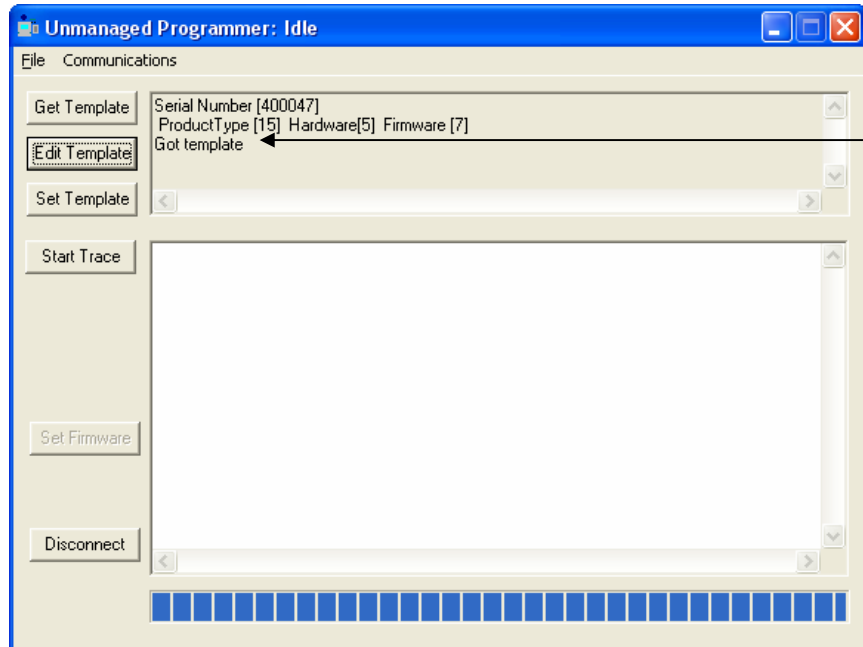 Unmanaged Programmer: Idle
File Communications
Get Template
Serial Number [400047]
ProductType [15] Hardware[5] Firmware [7]
Got template
Edit Template
Set Template
Start Trace
Set Firmware
Disconnect